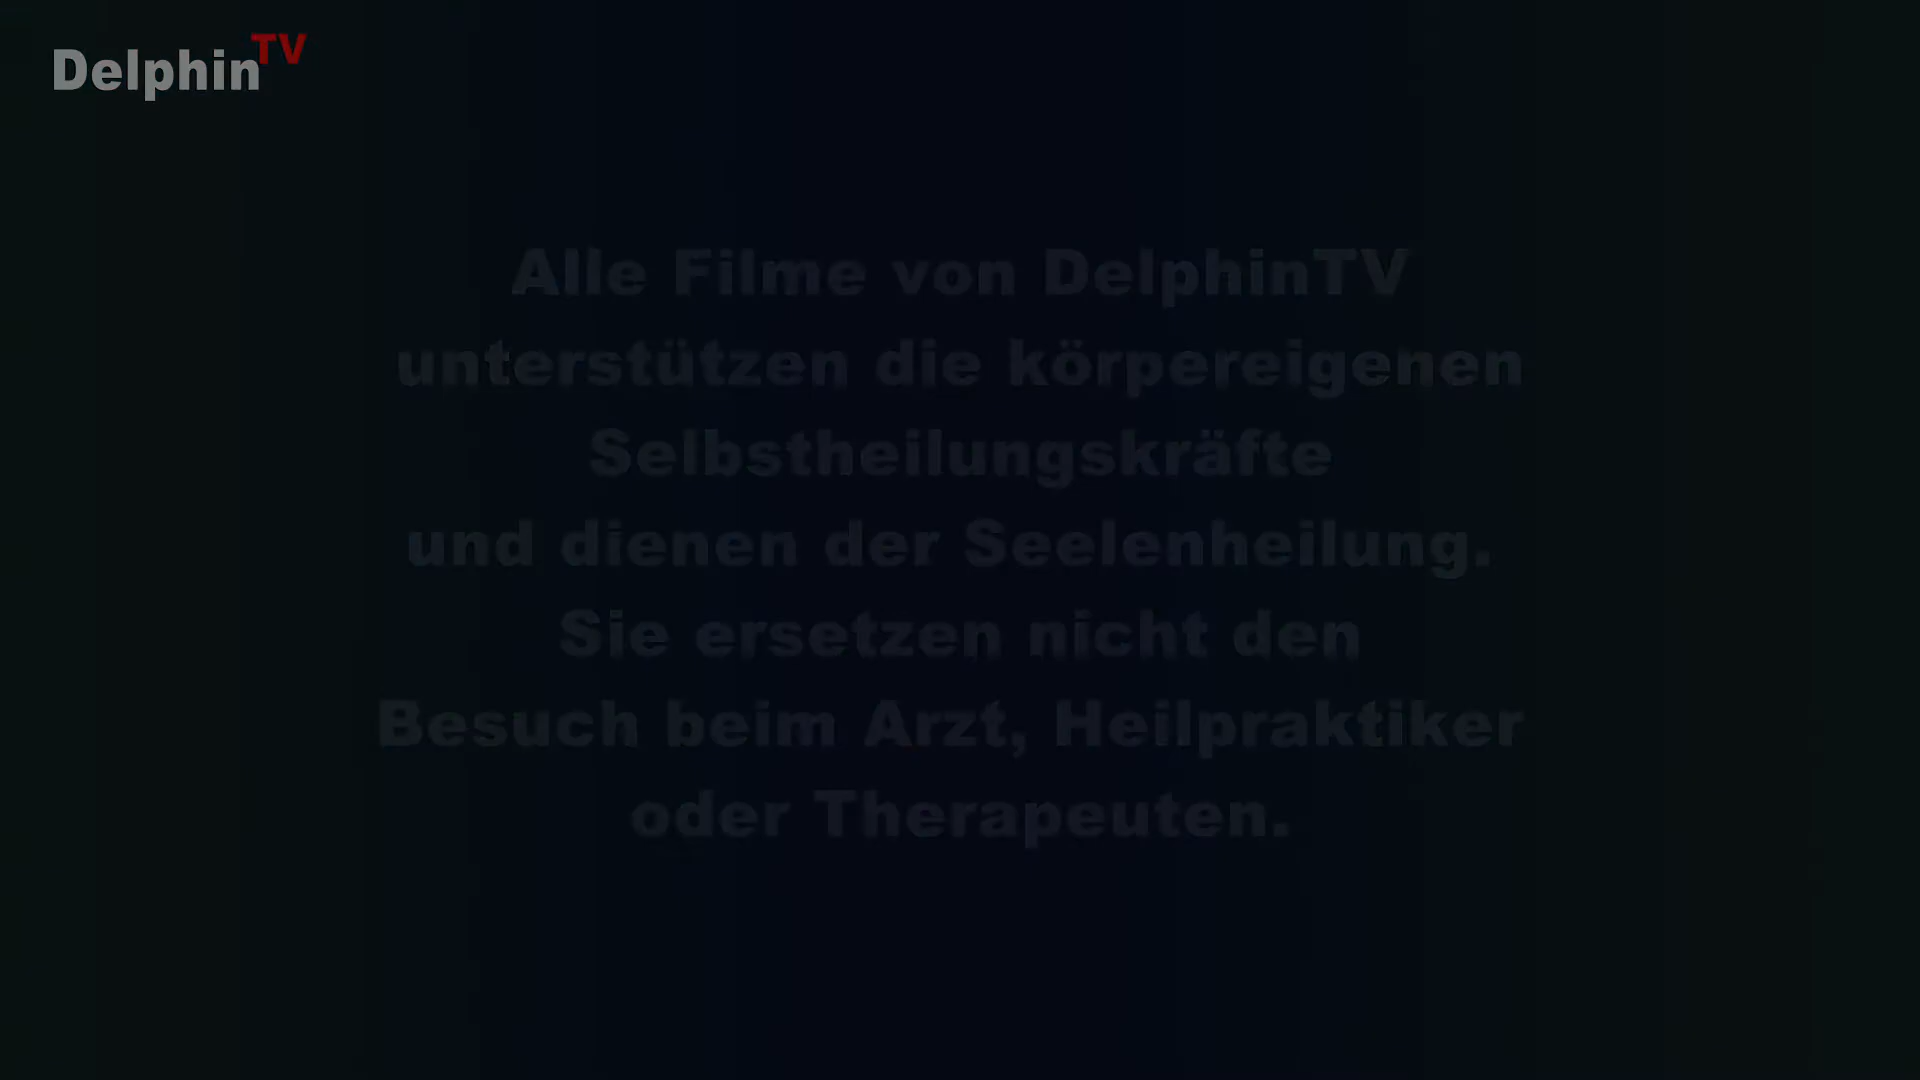 DelphinTV
Alle Filme von DelphinTV
unterstützen die körpereigenen
Selbstheilungskräfte
und dienen der Seelenheilung.
Sie ersetzen nicht den
Besuch beim Arzt, Heilpraktiker
oder Therapeuten.